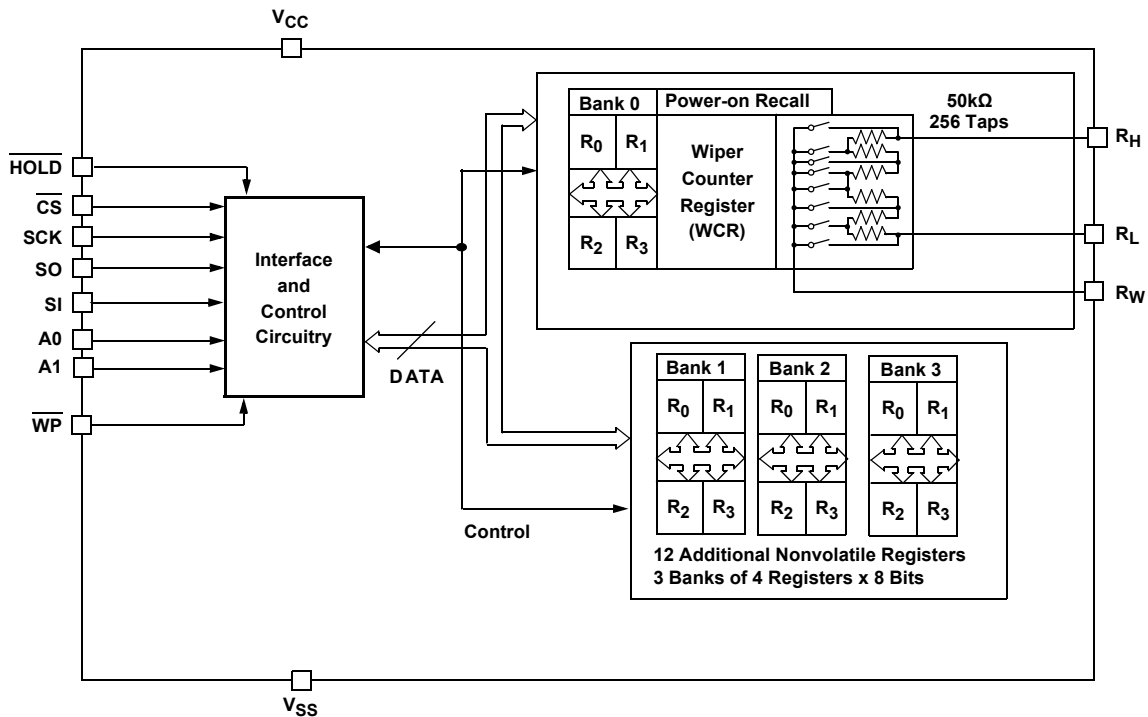 VCC
HOLD
CS
SCK
SO
SI
A0
A1
WP
Interface
and
Control
Circuitry
DATA
Control
Bank 0
Power-on Recall
R0
R1
R2
R3
Wiper
Counter
Register
(WCR)
50kΩ
256 Taps
RH
RL
RW
Bank 1
Bank 2
Bank 3
R0 R1
R0 R1
R0 R1
R2 R3
R2 R3
R2 R3
12 Additional Nonvolatile Registers
3 Banks of 4 Registers x 8 Bits
VSS